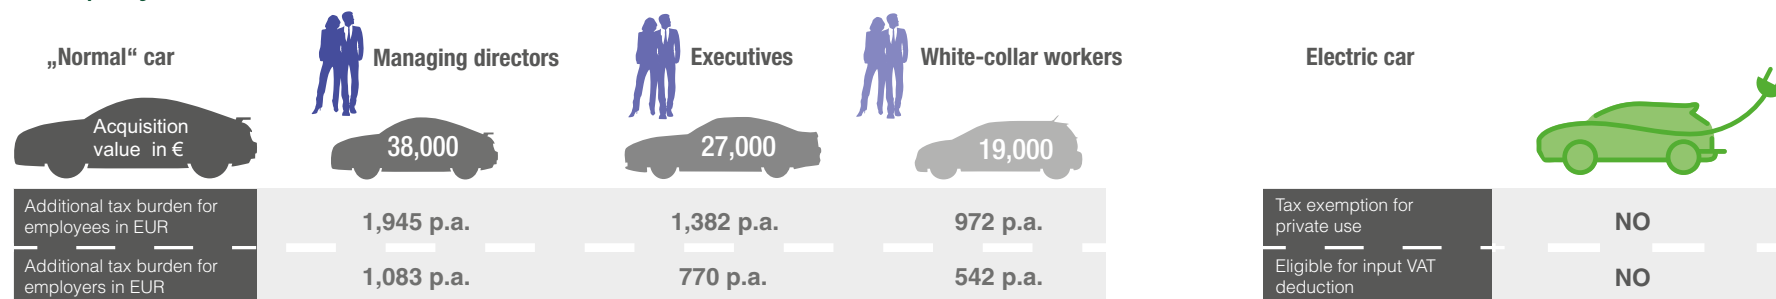 „Normal“ car
Managing directors
Executives
White-collar workers
Electric car
Acquisition
value in €
38,000
27,000
19,000
Additional tax burden for
employees in EUR
1,945 p.a.
1,382 p.a.
972 p.a.
Additional tax burden for
employers in EUR
1,083 p.a.
770 p.a.
542 p.a.
Tax exemption for
private use
NO
Eligible for input VAT
deduction
NO